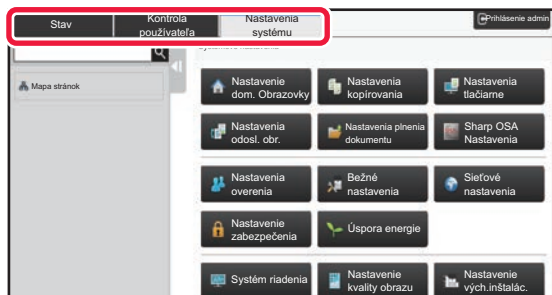 Stav
Kontrola
používateľa
Nastavenia
systému
Prihlásenie admin
Mapa stránok
Nastavenie
dom. Obrazovky
Nastavenia
kopírovania
Nastavenia
tlačiarne
Nastavenia
odosl. obr.
Nastavenia plnenia
dokumentu
Sharp OSA
Nastavenia
Nastavenia
overenia
Bežné
nastavenia
Sieťové
nastavenia
Nastavenie
zabezpečenia
Úspora energie
Systém riadenia
Nastavenie
kvality obrazu
Nastavenie
vých.inštalác.